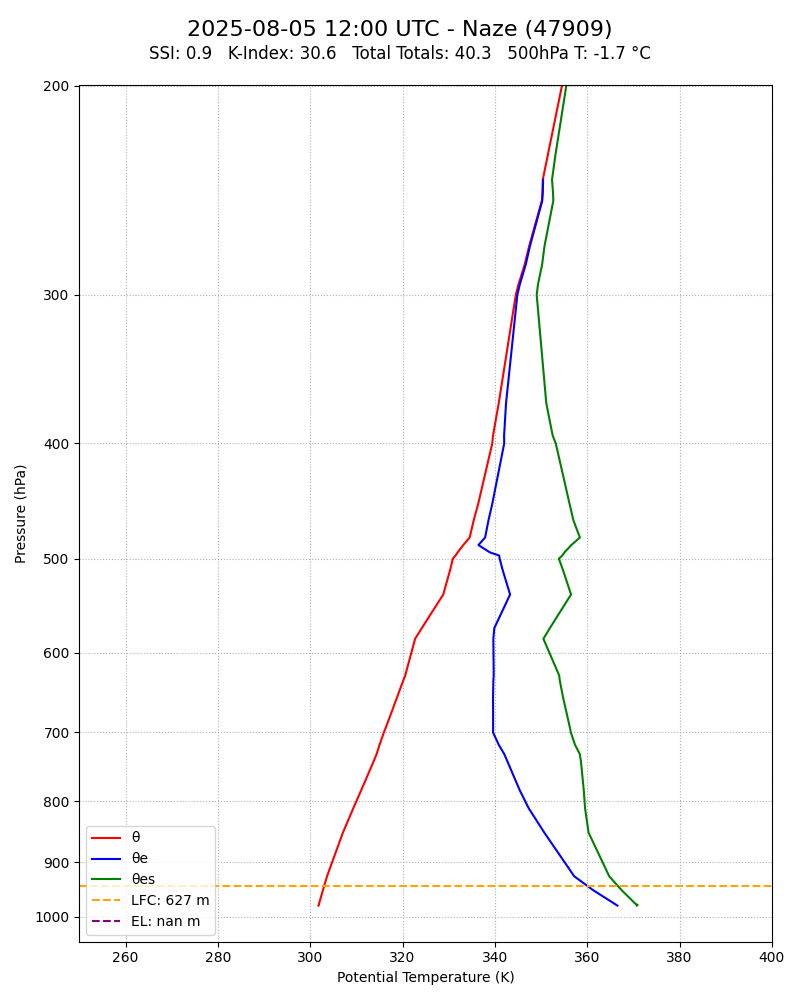 2025-08-05 12:00 UTC - Naze (47909)
SSI: 0.9 K-Index: 30.6 Total Totals: 40.3 500hPa T: -1.7 °C
200
300
400
500
600
700
800
900
1000
Pressure (hPa)
θ
θe
θes
LFC: 627 m
EL: nan m
260 280 300 320 340 360 380 400
Potential Temperature (K)